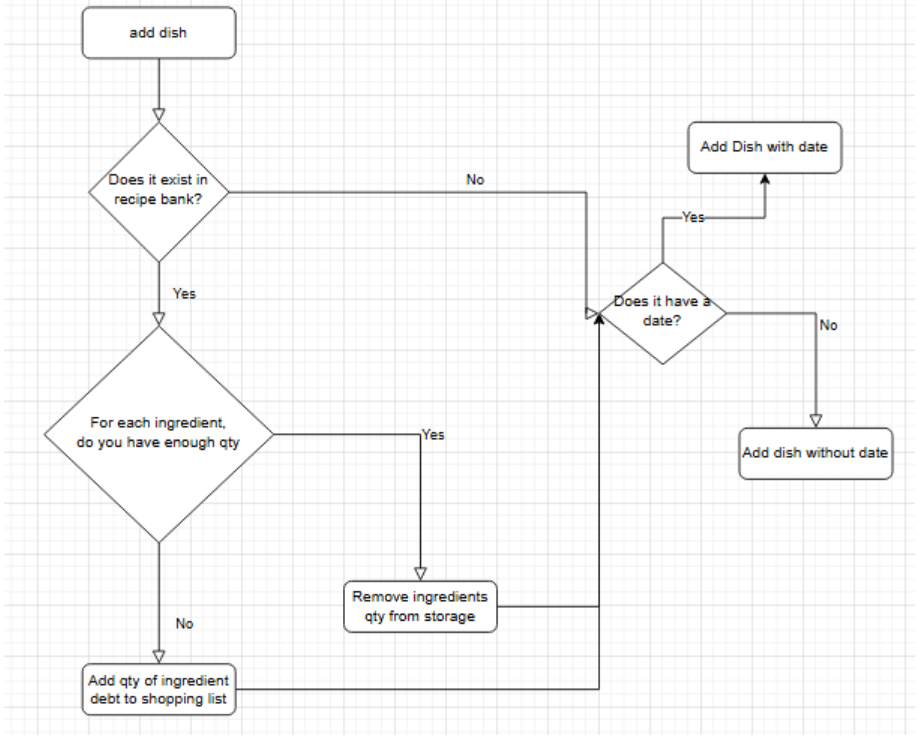 add dish
Does it exist in
recipe bank?
No
Yes
For each ingredient,
do you have enough qty
Yes
Remove ingredients
qty from storage
No
Add qty of ingredient
debt to shopping list
Does it have a
date?
Yes
Add Dish with date
No
Add dish without date